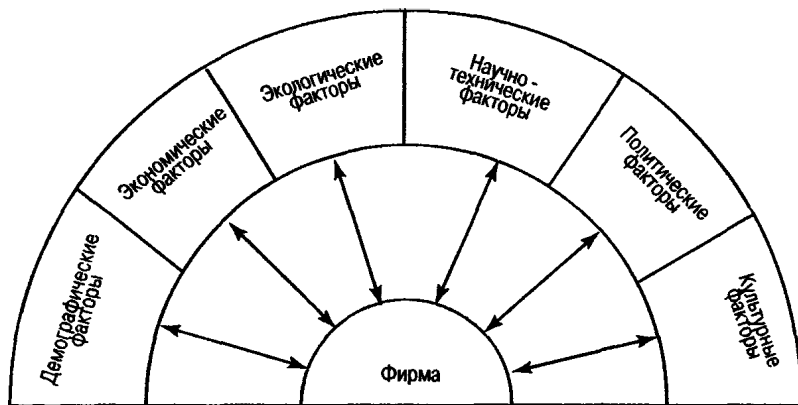 Демографические
факторы
Экономические
факторы
Экологические
факторы
Научно-
технические
факторы
Политические
факторы
Культурные
факторы
Фирма